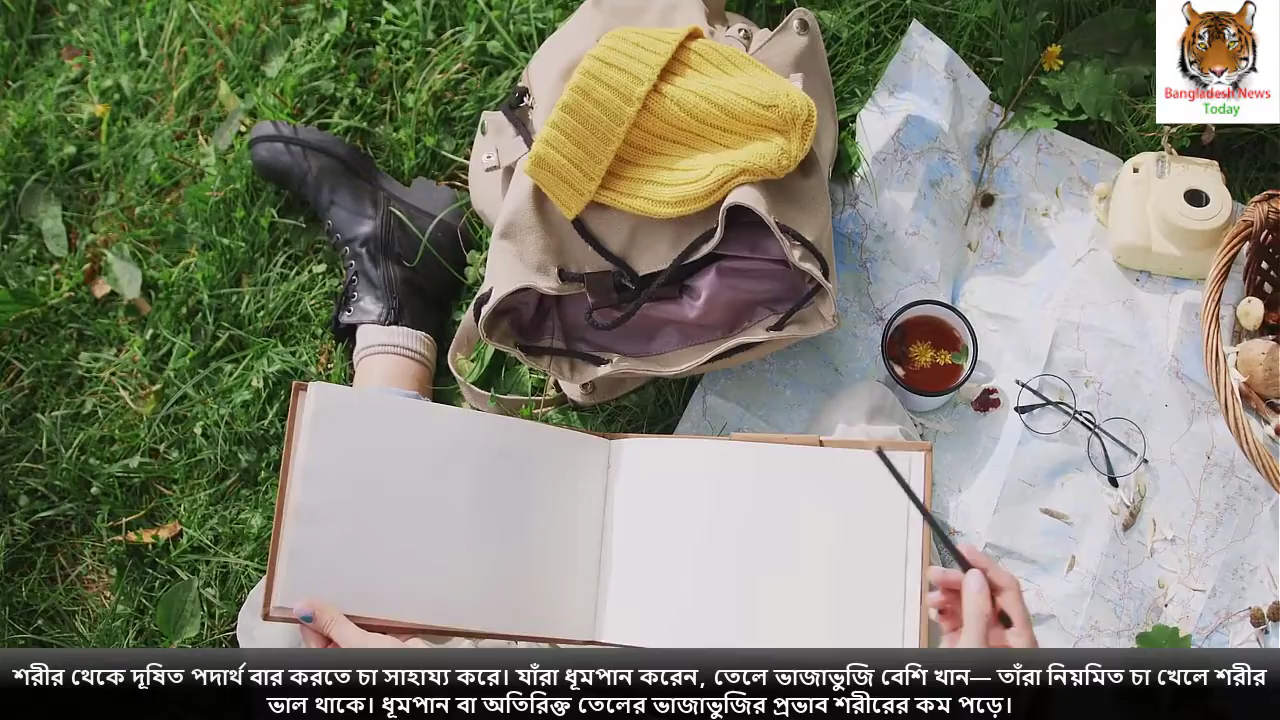 Bangladesh News
Today
শরীর থেকে দূষিত পদার্থ বার করতে চা সাহায্য করে। যাঁরা ধূমপান করেন, তেলে ভাজাভুজি বেশি খান— তাঁরা নিয়মিত চা খেলে শরীর
ভাল থাকে। ধূমপান বা অতিরিক্ত তেলের ভাজাভুজির প্রভাব শরীরের কম পড়ে।